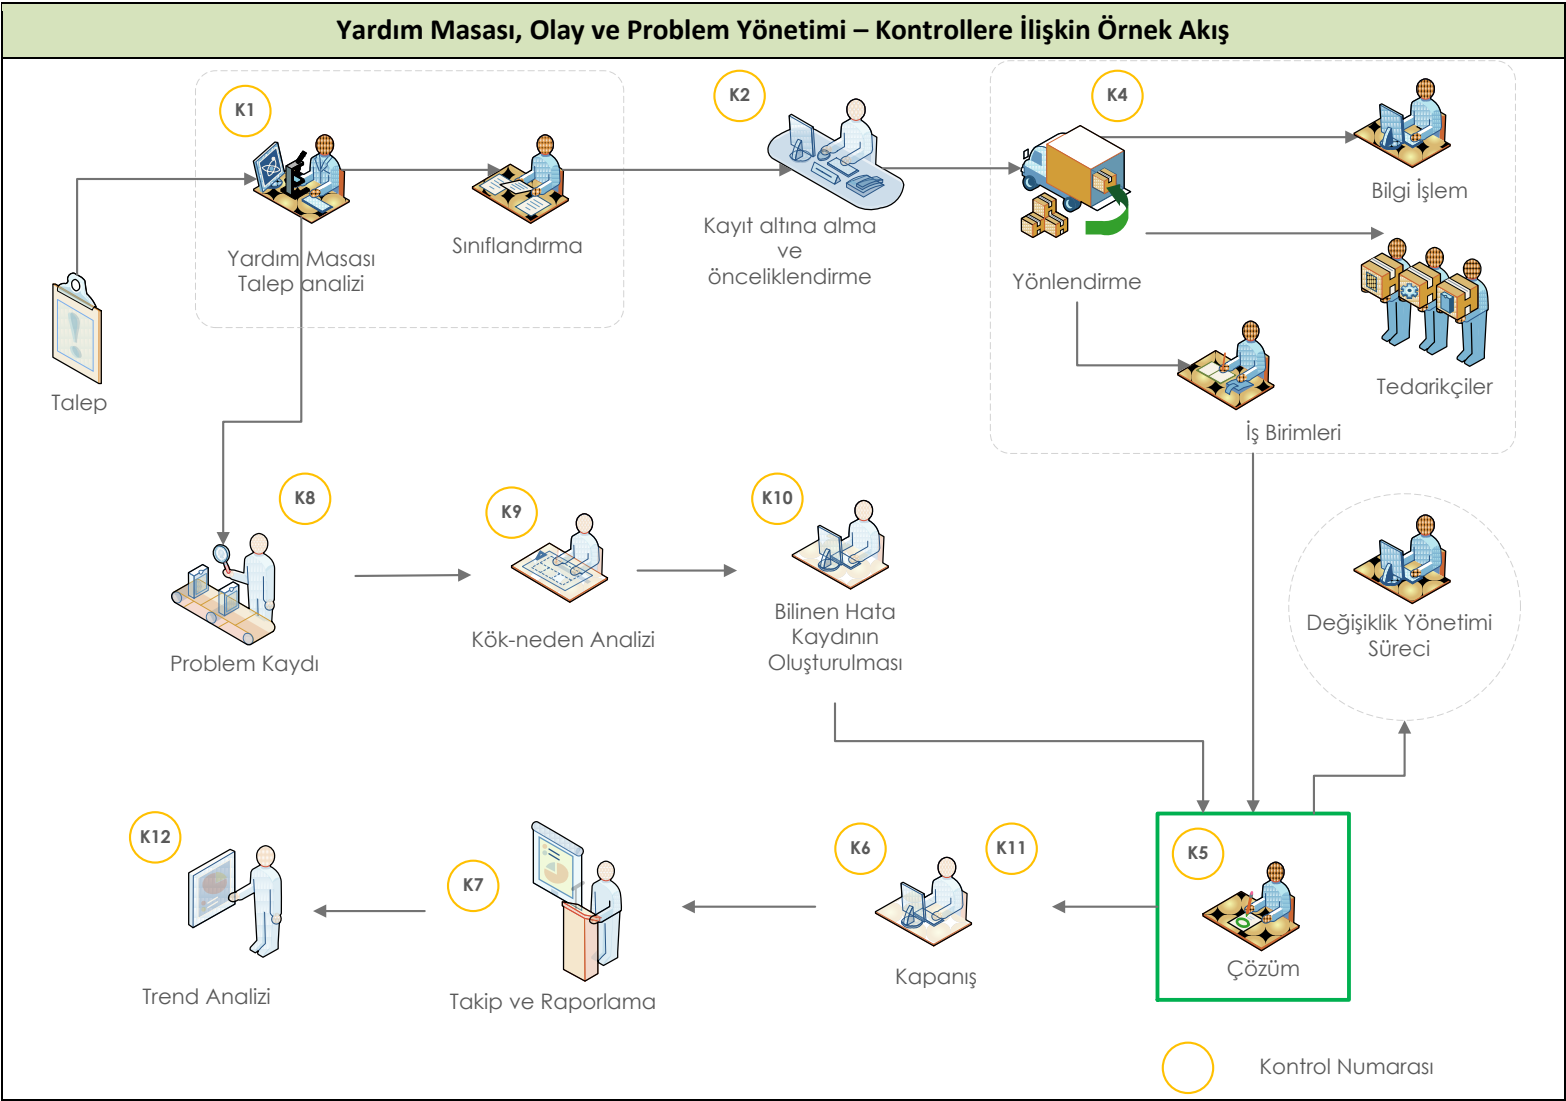 Yardım Masası, Olay ve Problem Yönetimi – Kontrollere İlişkin Örnek Akış
K1
K2
K4
Bilgi İşlem
Yardım Masası
Talep analizi
Sınıflandırma
Kayıt altına alma
ve
önceliklendirme
Yönlendirme
Tedarikçiler
Talep
İş Birimleri
K8
K9
K10
Problem Kaydı
Kök-neden Analizi
Bilinen Hata
Kaydının
Oluşturulması
Değişiklik Yönetimi
Süreci
K12
K7
K6
K11
K5
Trend Analizi
Takip ve Raporlama
Kapanış
Çözüm
Kontrol Numarası